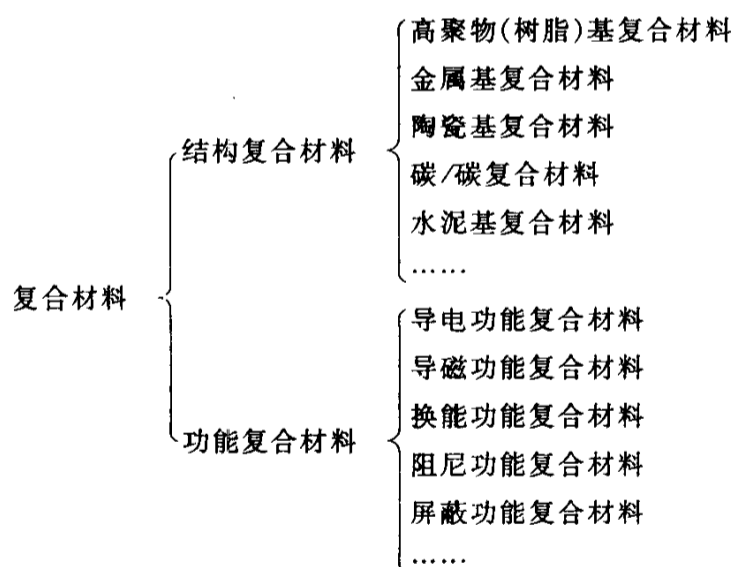 高聚物(树脂)基复合材料
金属基复合材料
陶瓷基复合材料
结构复合材料
碳/碳复合材料
水泥基复合材料
……
复合材料
导电功能复合材料
导磁功能复合材料
换能功能复合材料
功能复合材料
阻尼功能复合材料
屏蔽功能复合材料
……